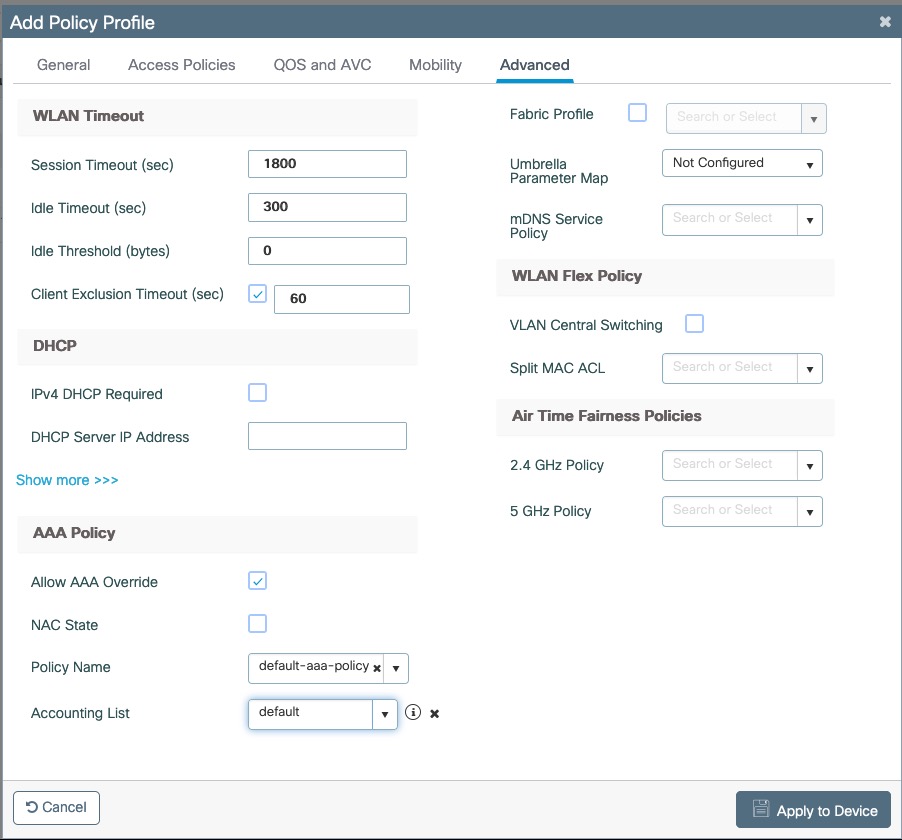 Add Policy Profile
General Access Policies QOS and AVC Mobility Advanced
WLAN Timeout
Session Timeout (sec) 1800
Idle Timeout (sec) 300
Idle Threshold (bytes) 0
Client Exclusion Timeout (sec) 60
DHCP
IPv4 DHCP Required
DHCP Server IP Address
Show more >>>
AAA Policy
Allow AAA Override
NAC State
Policy Name default-aaa-policy
Accounting List default
Fabric Profile Search or Select
Umbrella
Parameter Map Not Configured
mDNS Service
Policy Search or Select
WLAN Flex Policy
VLAN Central Switching
Split MAC ACL Search or Select
Air Time Fairness Policies
2.4 GHz Policy Search or Select
5 GHz Policy Search or Select
Cancel Apply to Device